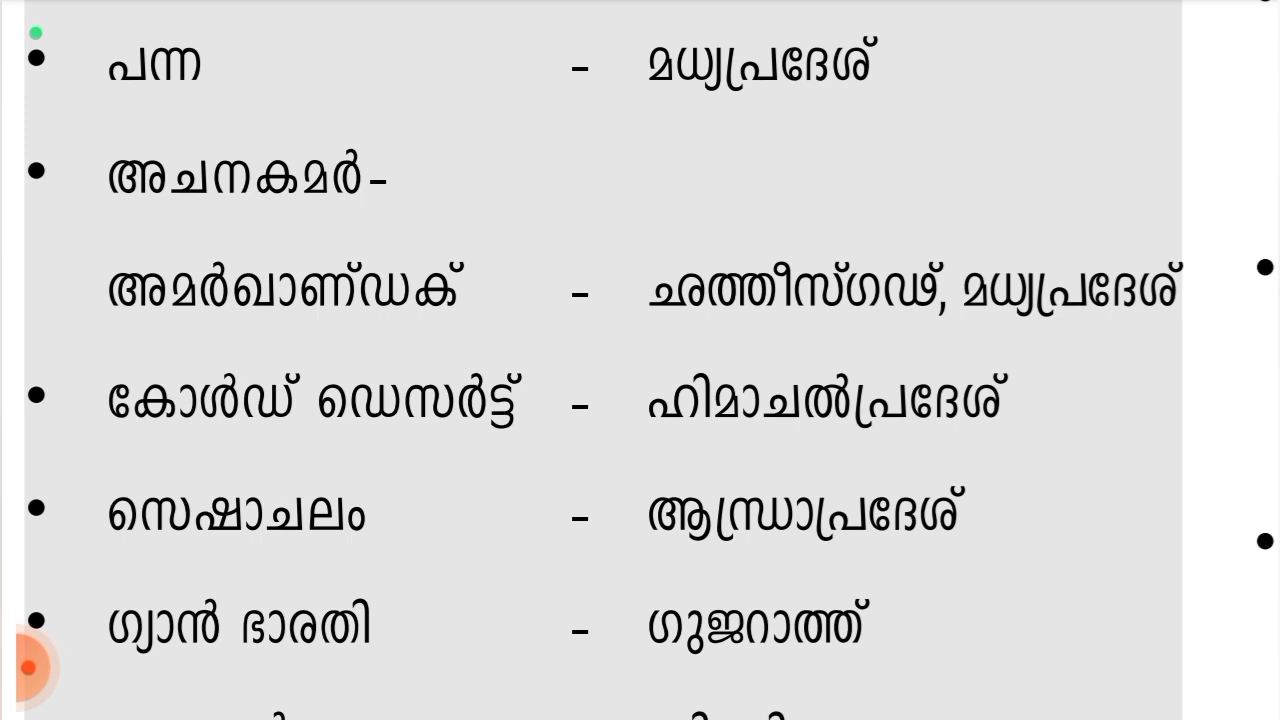 • പന്ന - മധ്യപ്രദേശ്
• അചനകമർ-
അമർഖാണ്ഡക് - ഛത്തീസ്ഗഢ്, മധ്യപ്രദേശ്
• കോൾഡ് ഡെസർട്ട് - ഹിമാചൽപ്രദേശ്
• സെഷാചലം - ആന്ധ്രാപ്രദേശ്
• ഗ്യാൻ ഭാരതി - ഗുജറാത്ത്